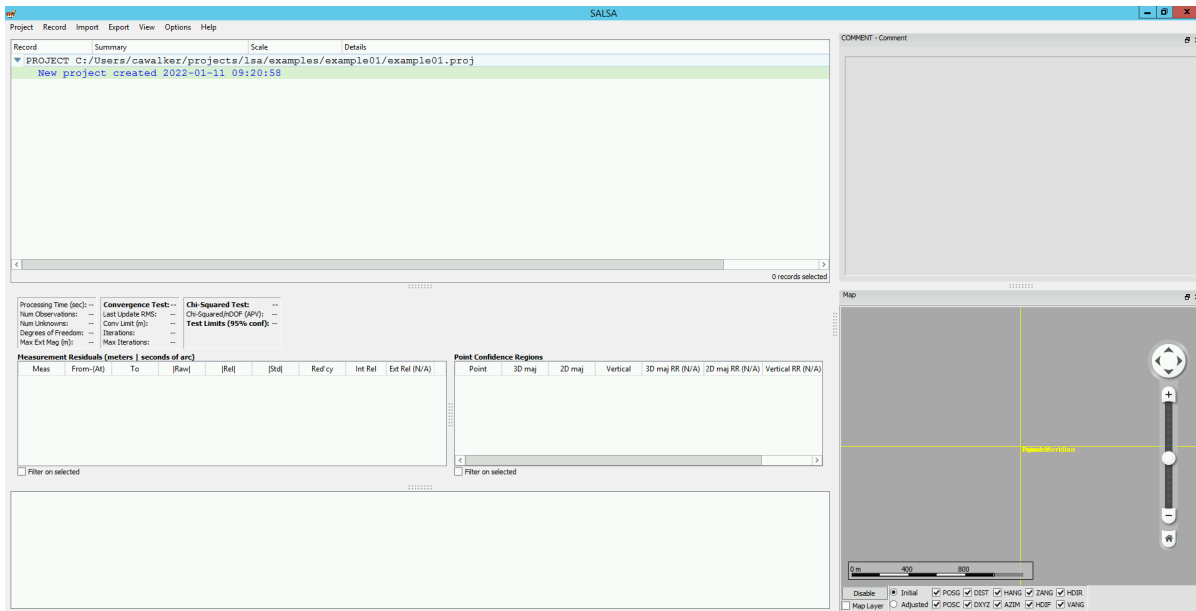 SALSA
Project Record Import Export View Options Help
Record Summary Scale Details
PROJECT C:/Users/cawalker/projects/lsa/examples/example01/example01.proj
New project created 2022-01-11 09:20:58
0 records selected
COMMENT - Comment
Processing Time (sec): -- Convergence Test: -- Chi-Squared Test: --
Num Observations: -- Last Update RMS: -- Chi-Squared/nDOF (APV): --
Num Unknowns: -- Conv Limit (m): -- Test Limits (95% conf): --
Degrees of Freedom: -- Iterations: --
Max Ext Mag (m): -- Max Iterations: --
Measurement Residuals (meters | seconds of arc)
Meas From-(At) To |Raw| |Rel| |Std| Red'cy Int Rel Ext Rel (N/A)
Filter on selected
Point Confidence Regions
Point 3D maj 2D maj Vertical 3D maj RR (N/A) 2D maj RR (N/A) Vertical RR (N/A)
Filter on selected
Map
Meridian
0 m 400 800
Disable Initial POSG DIST HANG ZANG HDIR
Map Layer Adjusted POSC DXYZ AZIM HDIF VANG